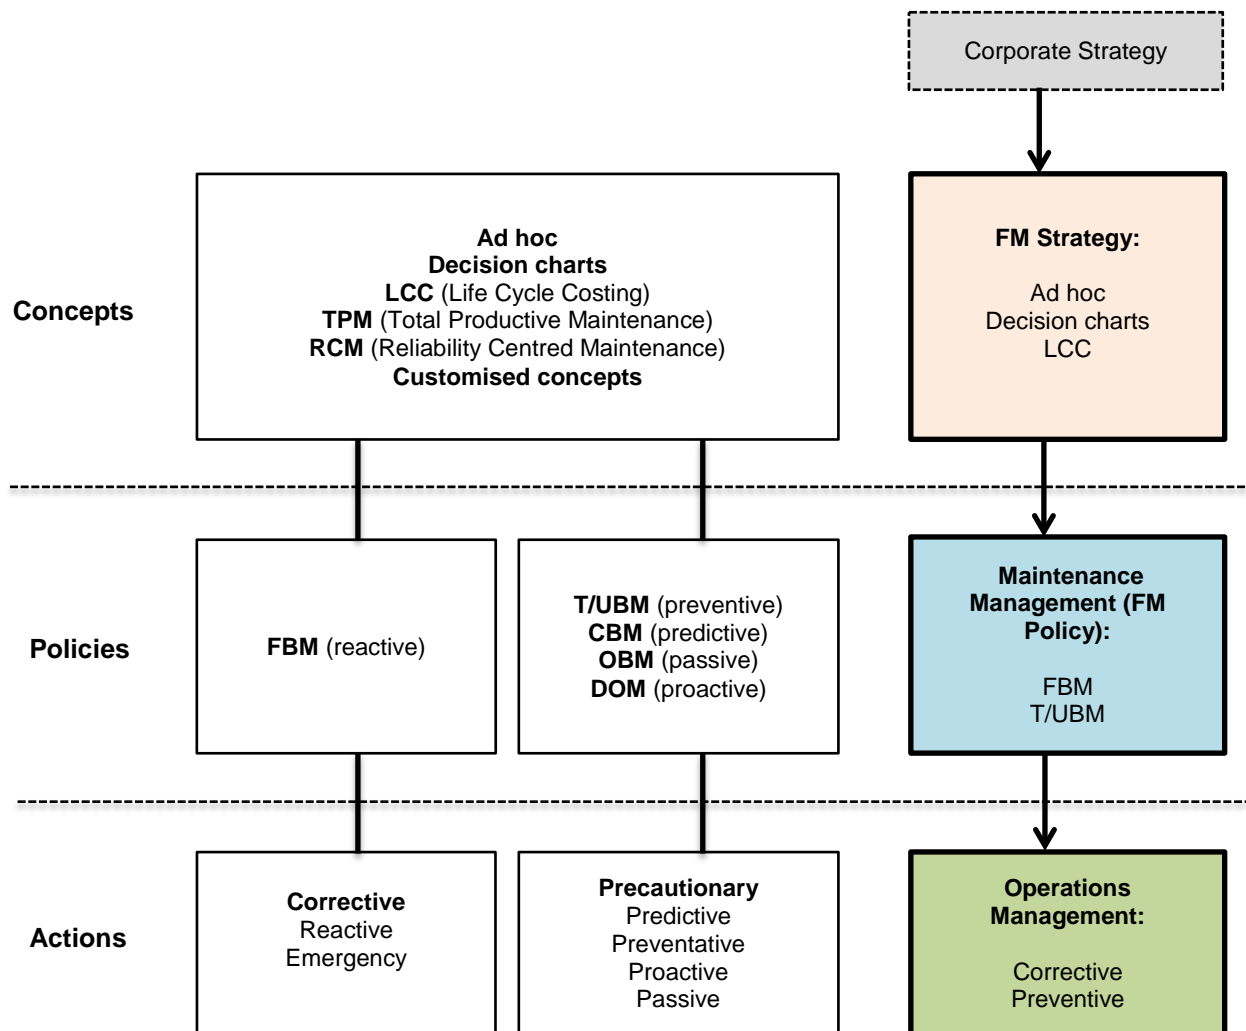 Corporate Strategy
Concepts
Ad hoc
Decision charts
LCC (Life Cycle Costing)
TPM (Total Productive Maintenance)
RCM (Reliability Centred Maintenance)
Customised concepts
FM Strategy:
Ad hoc
Decision charts
LCC
Policies
FBM (reactive)
T/UBM (preventive)
CBM (predictive)
OBM (passive)
DOM (proactive)
Maintenance
Management (FM
Policy):
FBM
T/UBM
Actions
Corrective
Reactive
Emergency
Precautionary
Predictive
Preventative
Proactive
Passive
Operations
Management:
Corrective
Preventive